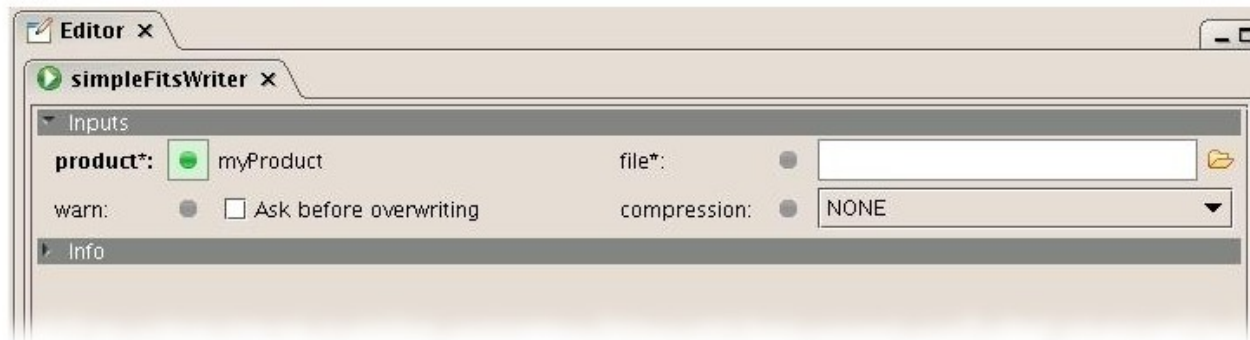 Editor
simpleFitsWriter
Inputs
product*: myProduct file*:
warn: Ask before overwriting compression: NONE
Info